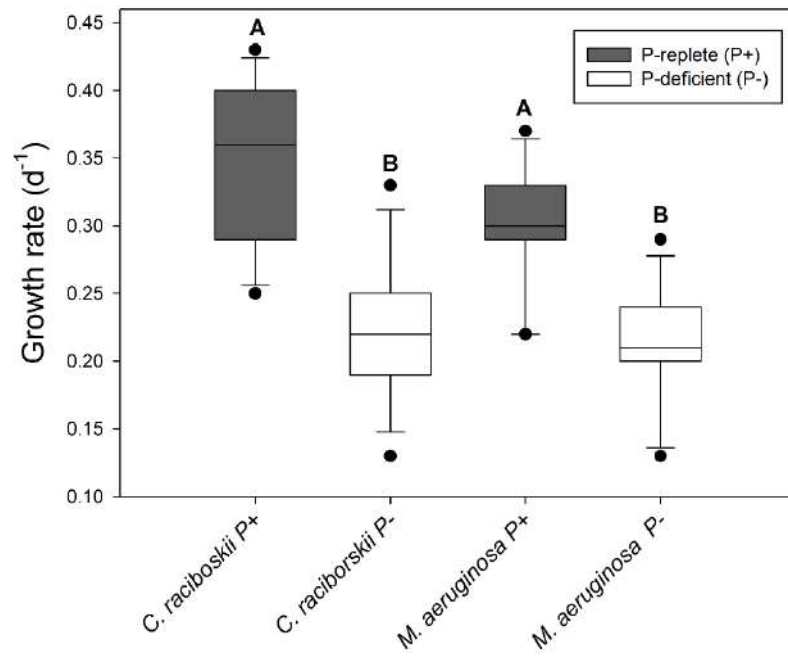 0.45
0.40
0.35
0.30
0.25
0.20
0.15
0.10
Growth rate (d⁻¹)
A
B
A
B
P-replete (P+)
P-deficient (P-)
C. raciboskii P+
C. raciborskii P-
M. aeruginosa P+
M. aeruginosa P-